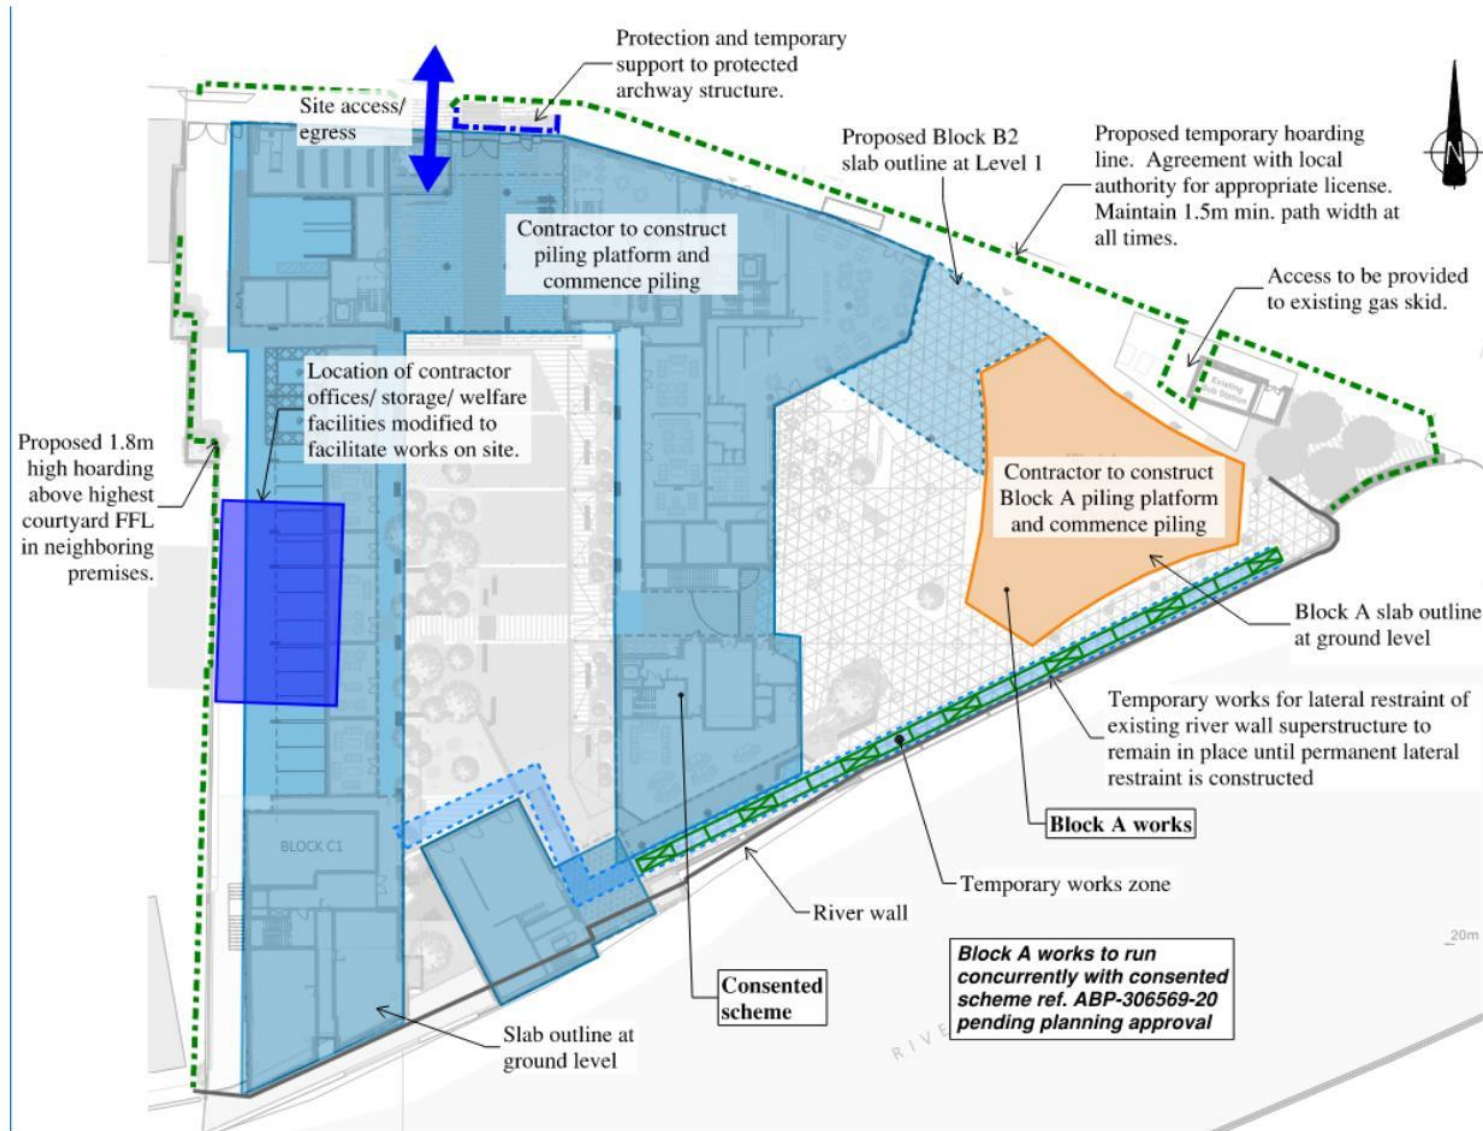 Protection and temporary
support to protected
archway structure.
Site access/
egress
Proposed Block B2
slab outline at Level 1
Proposed temporary hoarding
line. Agreement with local
authority for appropriate license.
Maintain 1.5m min. path width at
all times.
N
Contractor to construct
piling platform and
commence piling
Access to be provided
to existing gas skid.
Existing
Sub Station
Location of contractor
offices/ storage/ welfare
facilities modified to
facilitate works on site.
Proposed 1.8m
high hoarding
above highest
courtyard FFL
in neighboring
premises.
Contractor to construct
Block A piling platform
and commence piling
Block A slab outline
at ground level
Temporary works for lateral restraint of
existing river wall superstructure to
remain in place until permanent lateral
restraint is constructed
Block A works
BLOCK C1
Temporary works zone
River wall
20m
Block A works to run
concurrently with consented
scheme ref. ABP-306569-20
pending planning approval
Consented
scheme
Slab outline at
ground level
RIVE